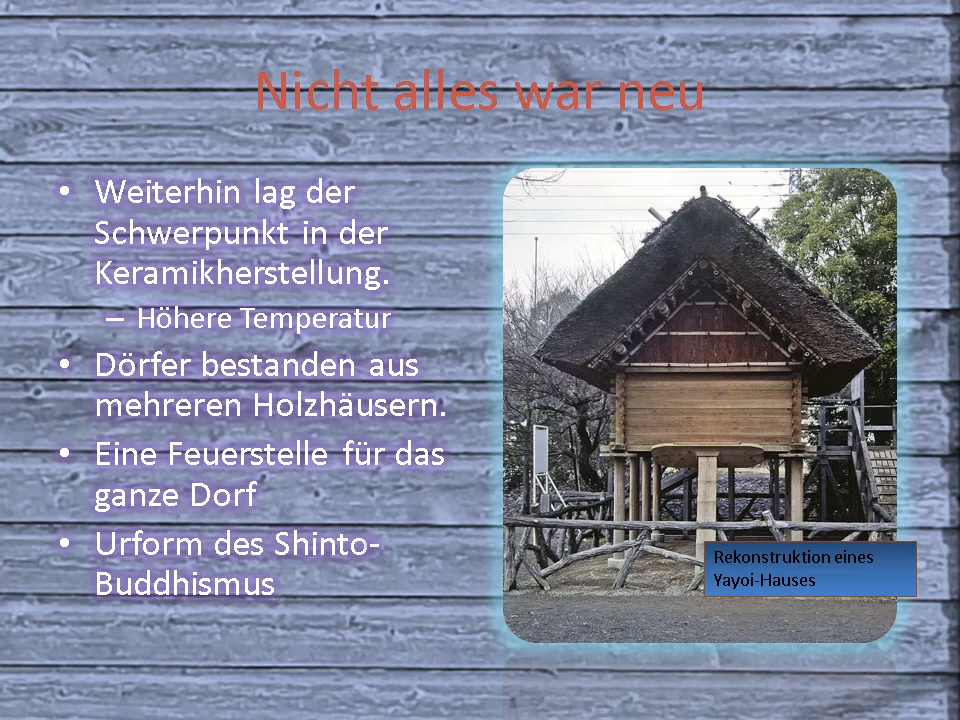 Nicht alles war neu
• Weiterhin lag der
Schwerpunkt in der
Keramikherstellung.
– Höhere Temperatur
• Dörfer bestanden aus
mehreren Holzhäusern.
• Eine Feuerstelle für das
ganze Dorf
• Urform des Shinto-
Buddhismus
Rekonstruktion eines
Yayoi-Hauses